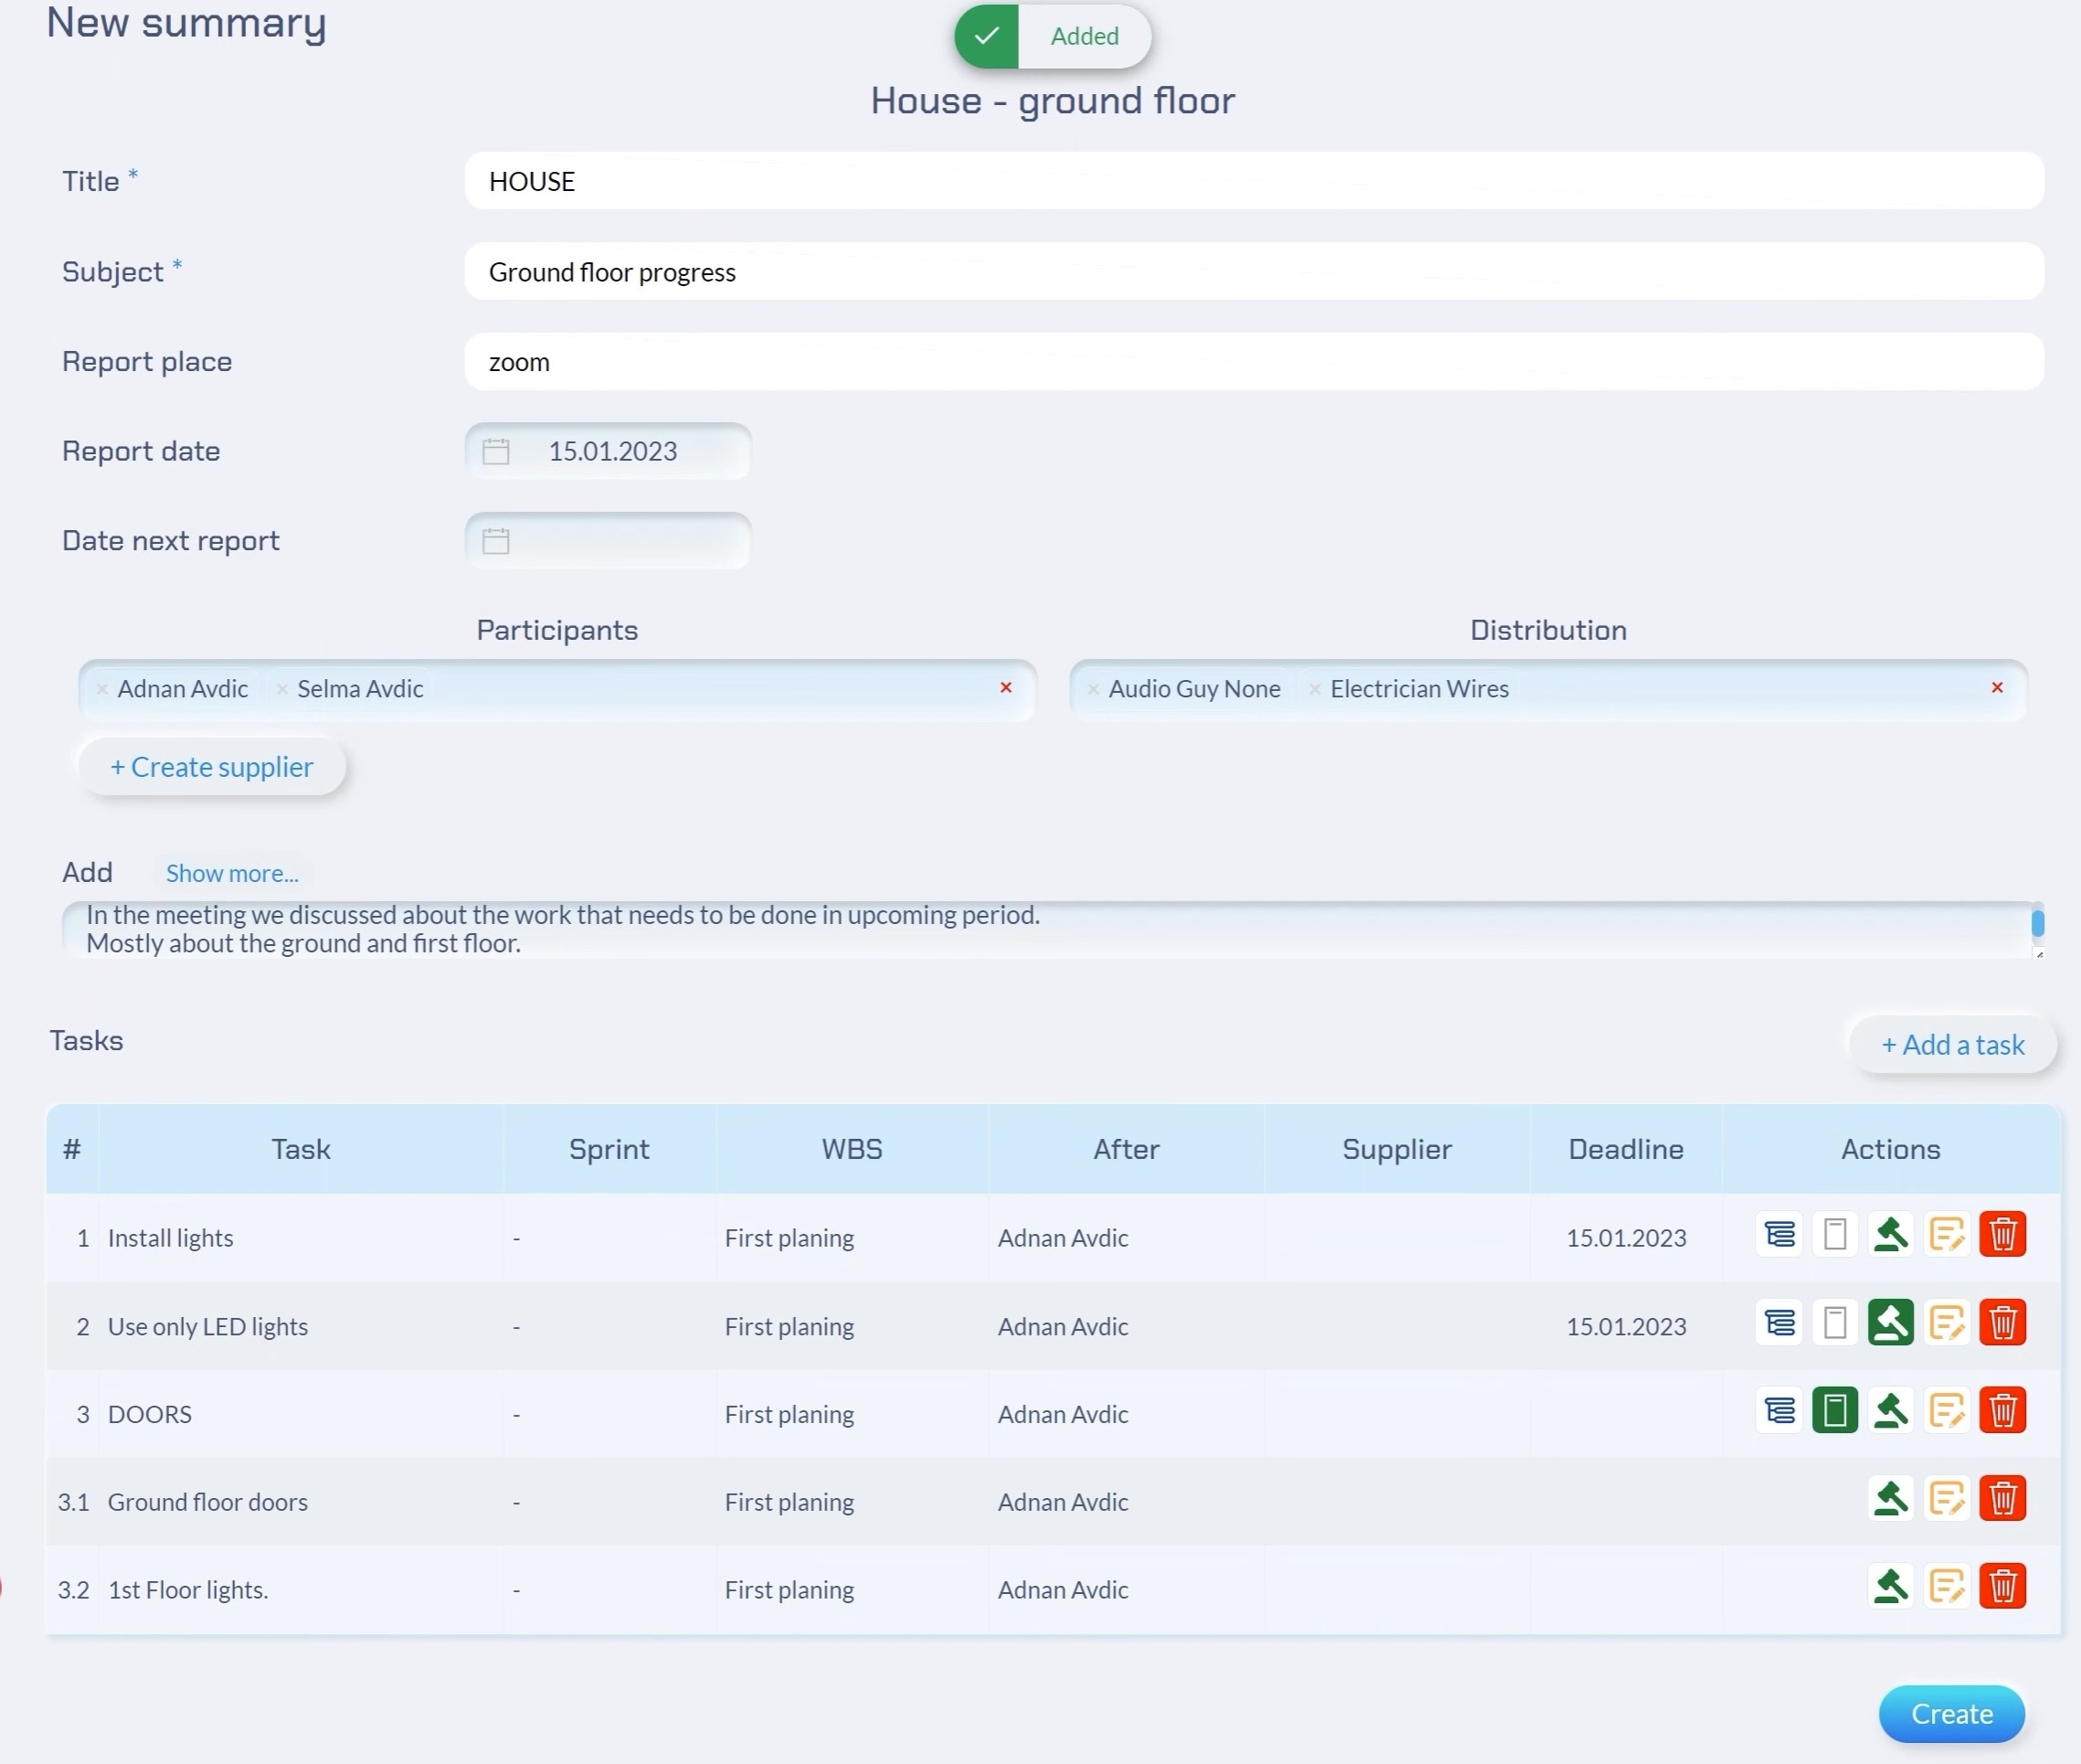 New summary
Added
House - ground floor
Title *
HOUSE
Subject *
Ground floor progress
Report place
zoom
Report date
15.01.2023
Date next report
Participants
Distribution
× Adnan Avdic × Selma Avdic ×
× Audio Guy None × Electrician Wires ×
+ Create supplier
Add Show more...
In the meeting we discussed about the work that needs to be done in upcoming period.
Mostly about the ground and first floor.
Tasks
+ Add a task
# Task Sprint WBS After Supplier Deadline Actions
1 Install lights - First planing Adnan Avdic 15.01.2023
2 Use only LED lights - First planing Adnan Avdic 15.01.2023
3 DOORS - First planing Adnan Avdic
3.1 Ground floor doors - First planing Adnan Avdic
3.2 1st Floor lights. - First planing Adnan Avdic
Create